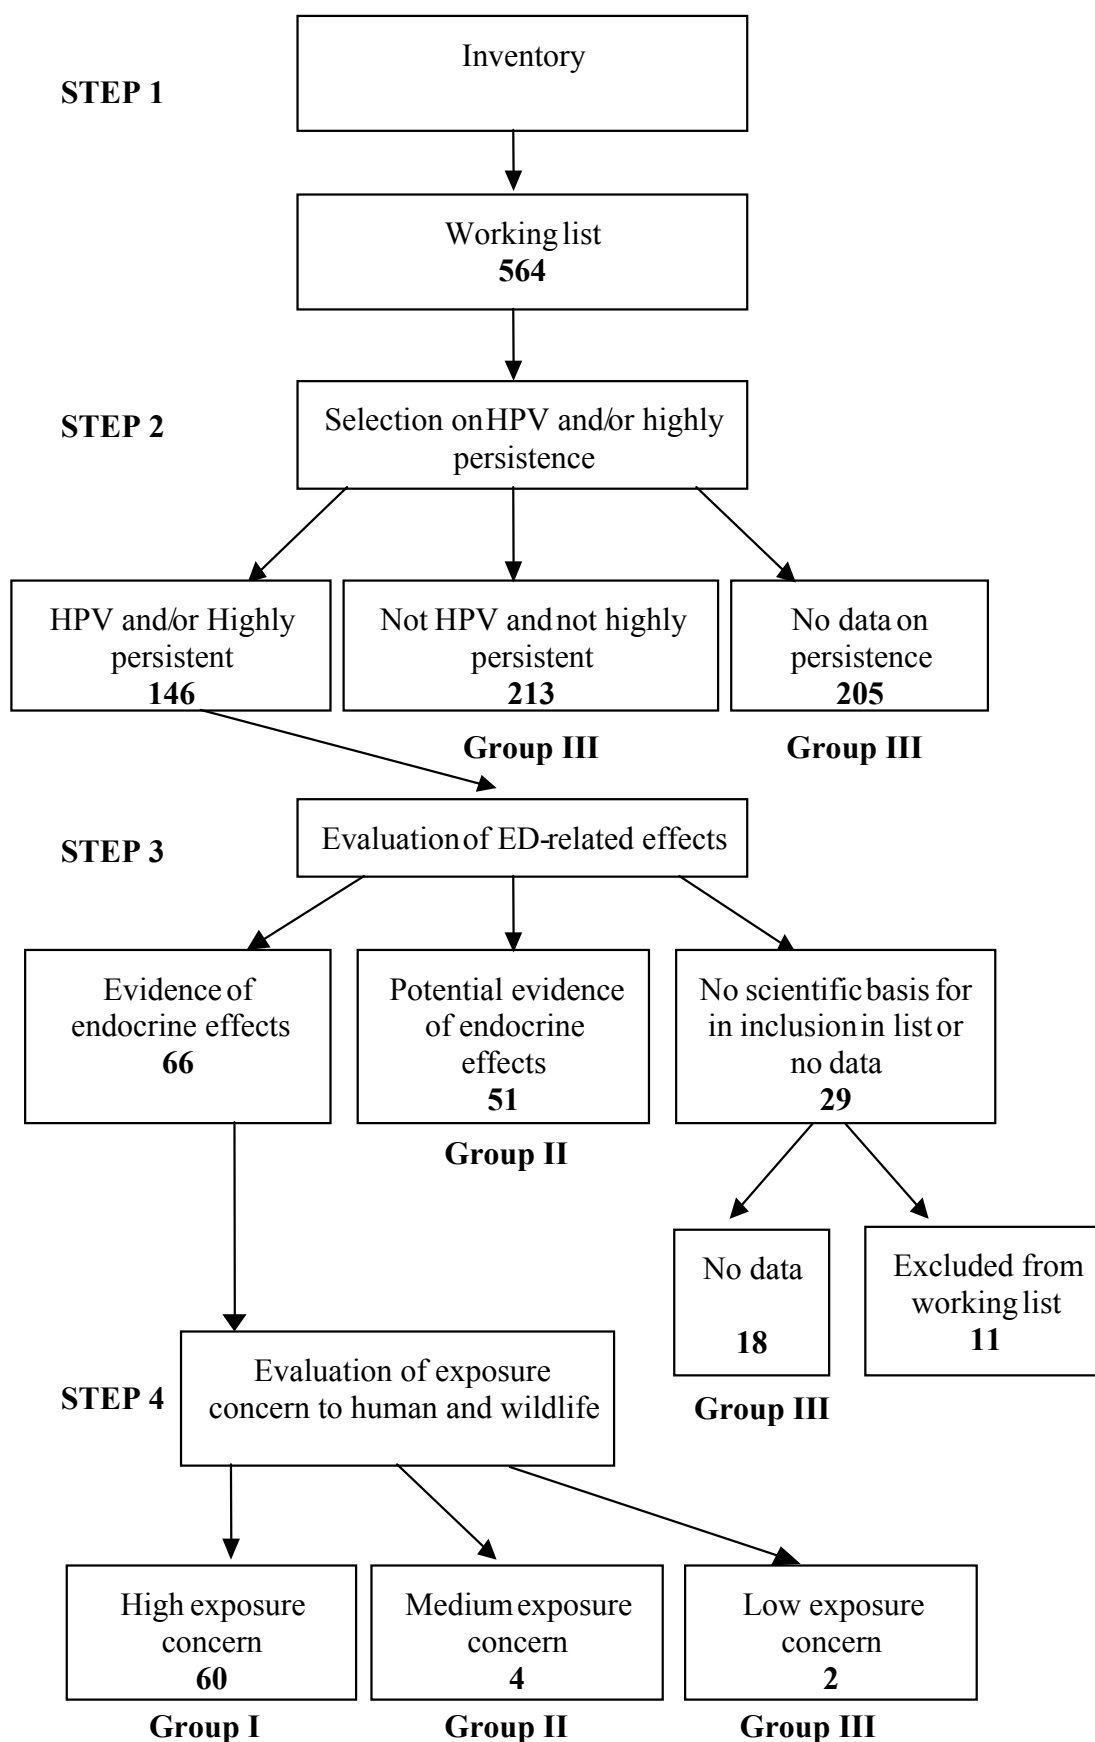 Inventory
STEP 1
Working list
564
STEP 2
Selection on HPV and/or highly
persistence
HPV and/or Highly
persistent
146
Not HPV and not highly
persistent
213
No data on
persistence
205
Group III
Group III
STEP 3
Evaluation of ED-related effects
Evidence of
endocrine effects
66
Potential evidence
of endocrine
effects
51
No scientific basis for
in inclusion in list or
no data
29
Group II
No data
18
Excluded from
working list
11
Group III
STEP 4
Evaluation of exposure
concern to human and wildlife
High exposure
concern
60
Medium exposure
concern
4
Low exposure
concern
2
Group I
Group II
Group III